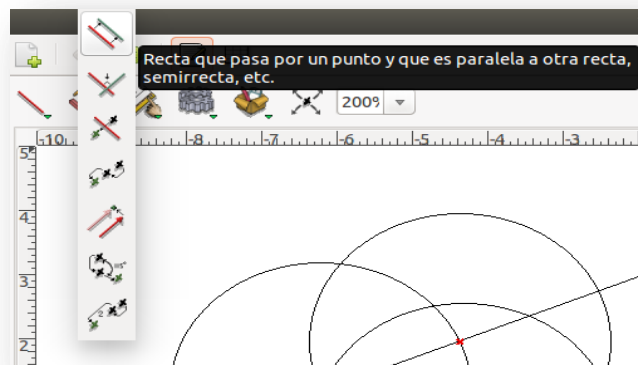 Recta que pasa por un punto y que es paralela a otra recta,
semirrecta, etc.
200%
-10 -8 -7 -6 -5 -4 -3
5
4
3
2